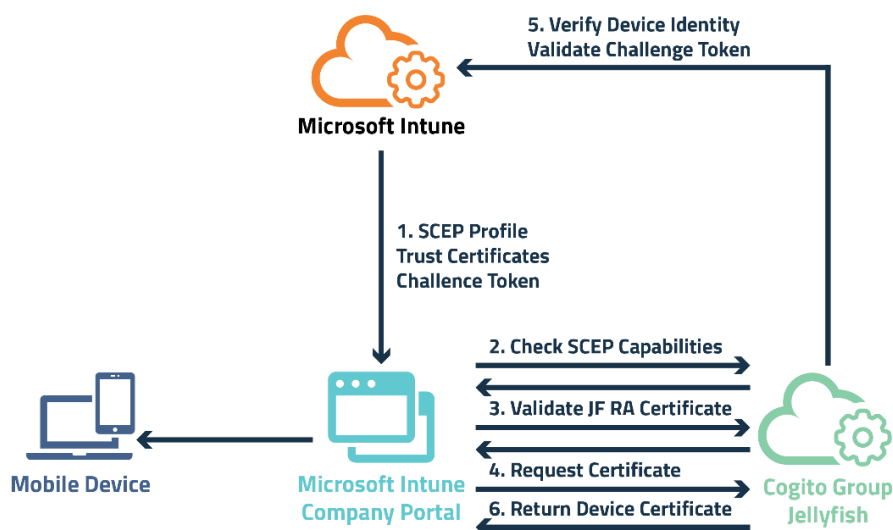 5. Verify Device Identity
Validate Challenge Token
Microsoft Intune
1. SCEP Profile
Trust Certificates
Challence Token
2. Check SCEP Capabilities
3. Validate JF RA Certificate
4. Request Certificate
6. Return Device Certificate
Mobile Device
Microsoft Intune
Company Portal
Cogito Group
Jellyfish